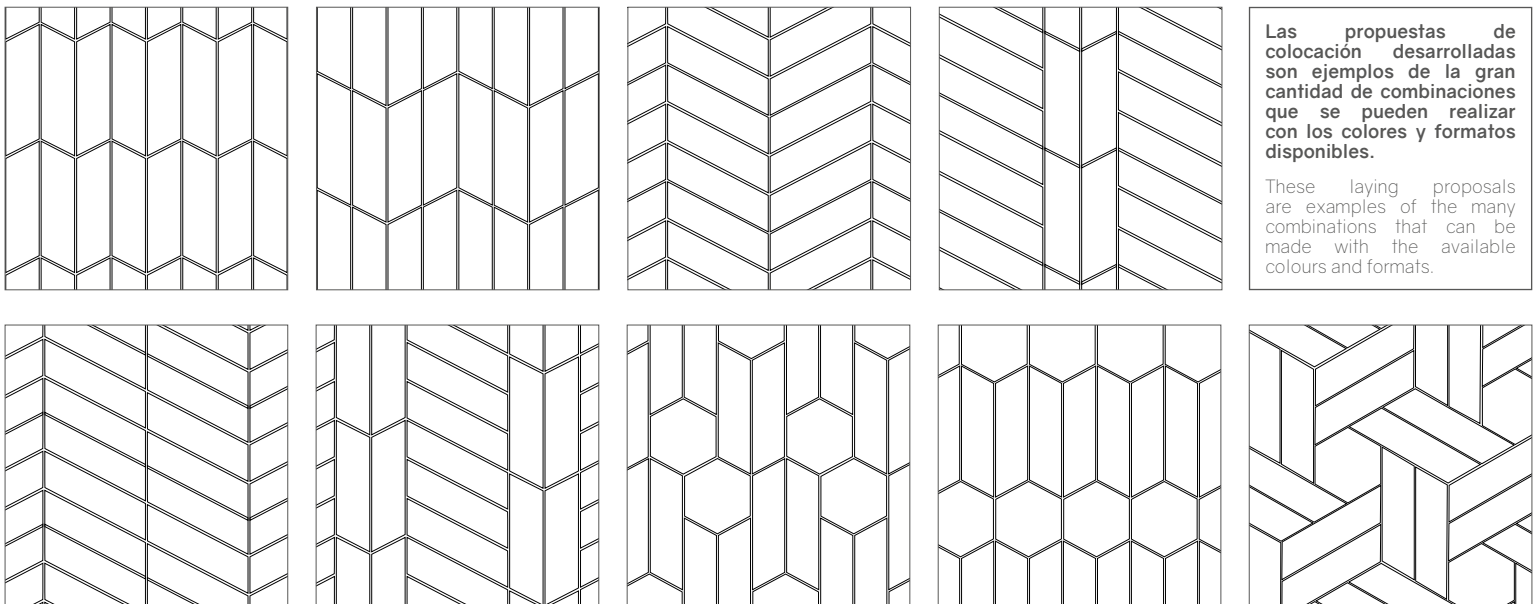 Las propuestas de
colocación desarrolladas
son ejemplos de la gran
cantidad de combinaciones
que se pueden realizar
con los colores y formatos
disponibles.
These laying proposals
are examples of the many
combinations that can be
made with the available
colours and formats.